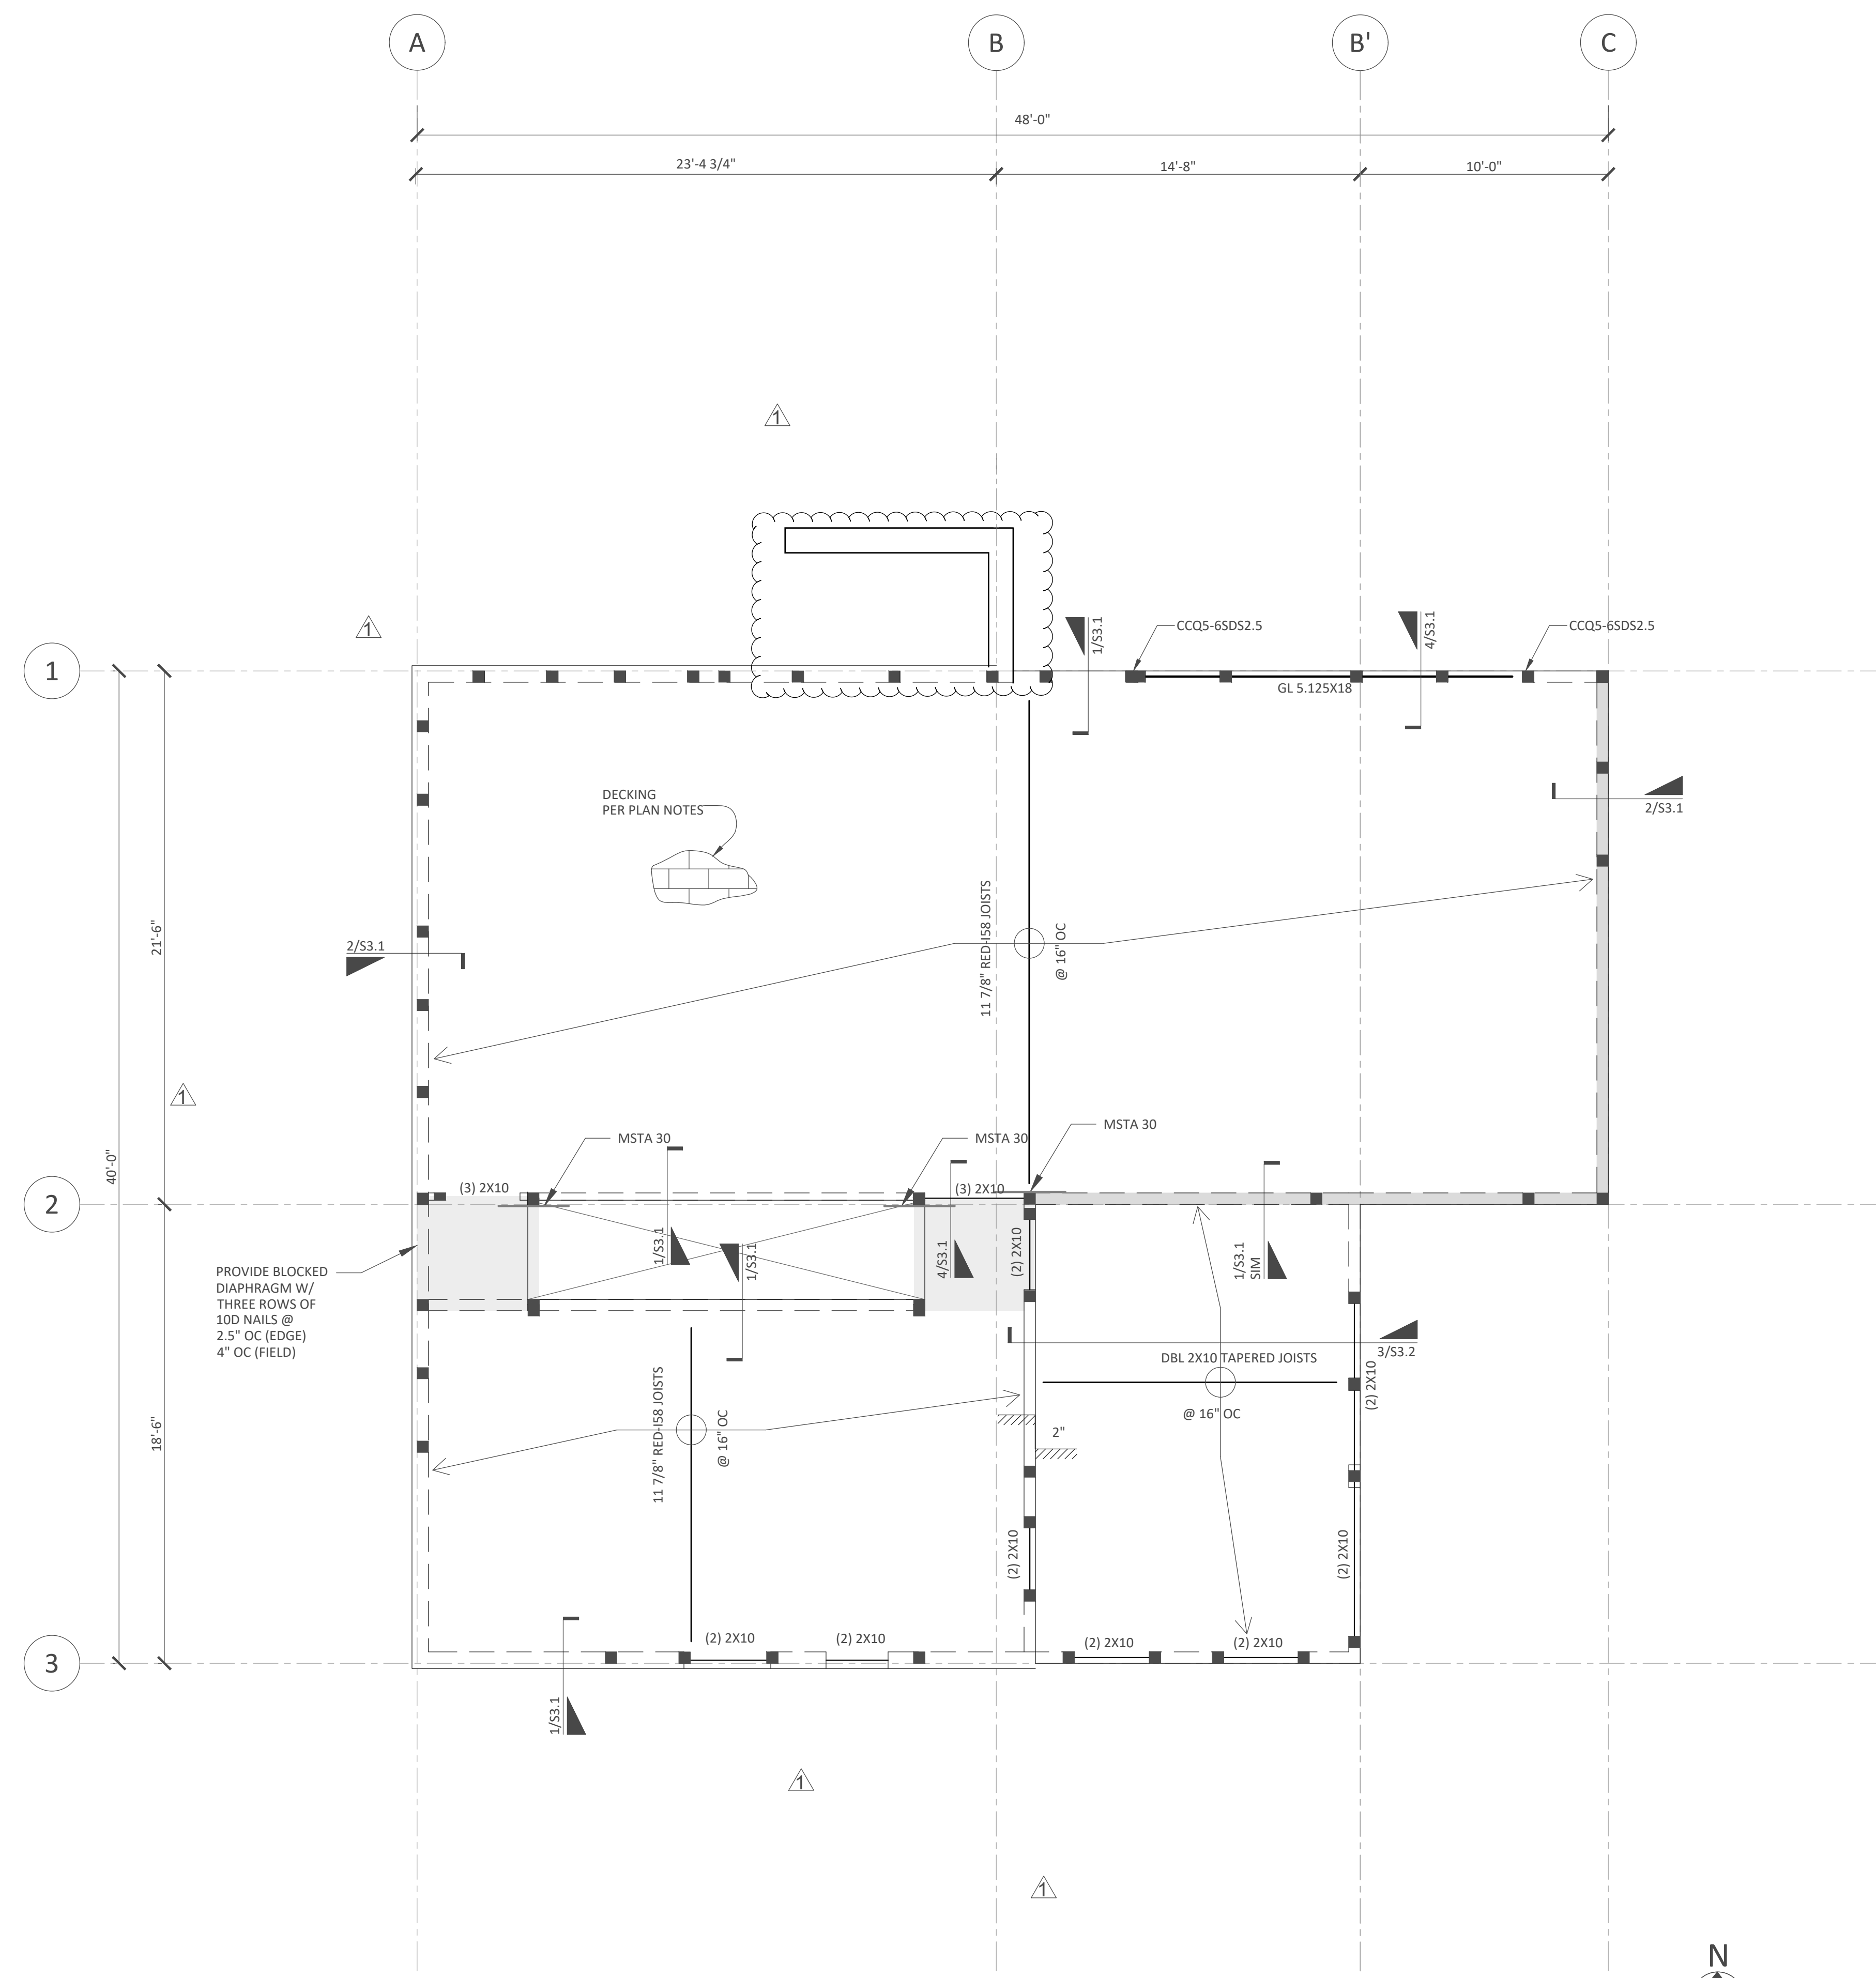 A
B
B'
C
48'-0"
23'-4 3/4"
14'-8"
10'-0"
1
1
1/S3.1
CCQ5-6SDS2.5
4/S3.1
CCQ5-6SDS2.5
1
GL 5.125X18
DECKING
PER PLAN NOTES
2/S3.1
11 7/8" RED-I58 JOISTS
@ 16" OC
21'-6"
2/S3.1
1
40'-0"
MSTA 30
MSTA 30
MSTA 30
2
(3) 2X10
(3) 2X10
1/S3.1
1/S3.1
4/S3.1
(2) 2X10
1/S3.1
SIM
PROVIDE BLOCKED
DIAPHRAGM W/
THREE ROWS OF
10D NAILS @
2.5" OC (EDGE)
4" OC (FIELD)
3/S3.2
DBL 2X10 TAPERED JOISTS
@ 16" OC
(2) 2X10
18'-6"
11 7/8" RED-I58 JOISTS
@ 16" OC
2"
(2) 2X10
(2) 2X10
(2) 2X10
(2) 2X10
(2) 2X10
(2) 2X10
3
1/S3.1
1
1
N